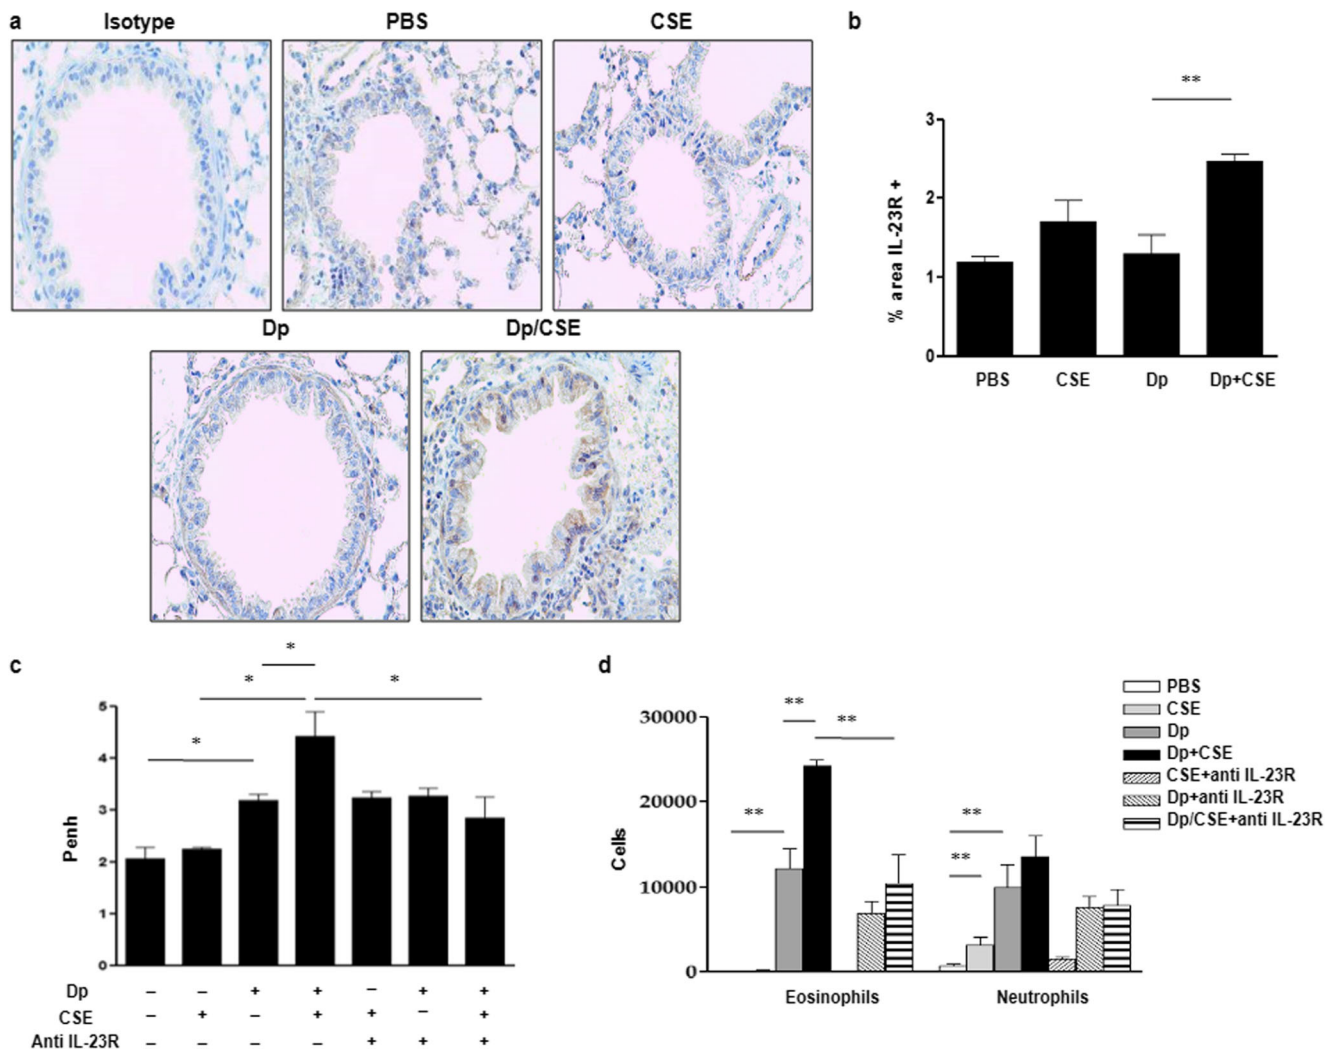 a
Isotype PBS CSE
Dp Dp/CSE
b
**
% area IL-23R +
3
2
1
0
PBS CSE Dp Dp+CSE
c
*
* *
*
Penh
5
4
3
2
1
0
Dp – – + + – + +
CSE – + – + + – +
Anti IL-23R – – – – + + +
d
** **
** **
**
Cells
30000
20000
10000
0
Eosinophils Neutrophils
PBS
CSE
Dp
Dp+CSE
CSE+anti IL-23R
Dp+anti IL-23R
Dp/CSE+anti IL-23R